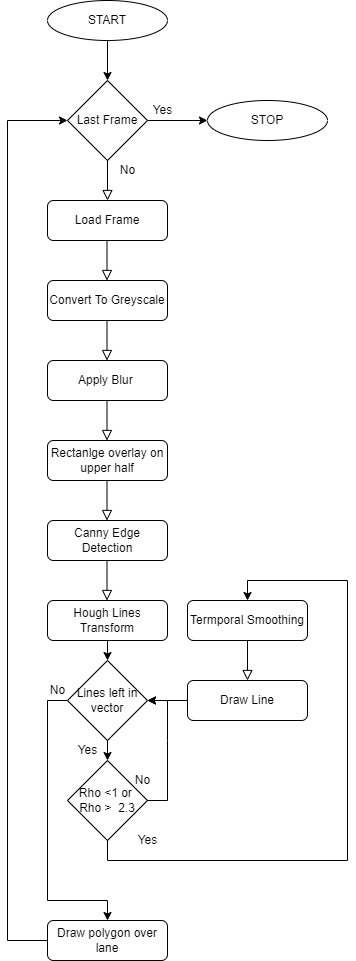 START
Last Frame
Yes
STOP
No
Load Frame
Convert To Greyscale
Apply Blur
Rectanlge overlay on
upper half
Canny Edge
Detection
Hough Lines
Transform
Termporal Smoothing
No
Lines left in
vector
Draw Line
Yes
No
Rho <1 or
Rho > 2.3
Yes
Draw polygon over
lane